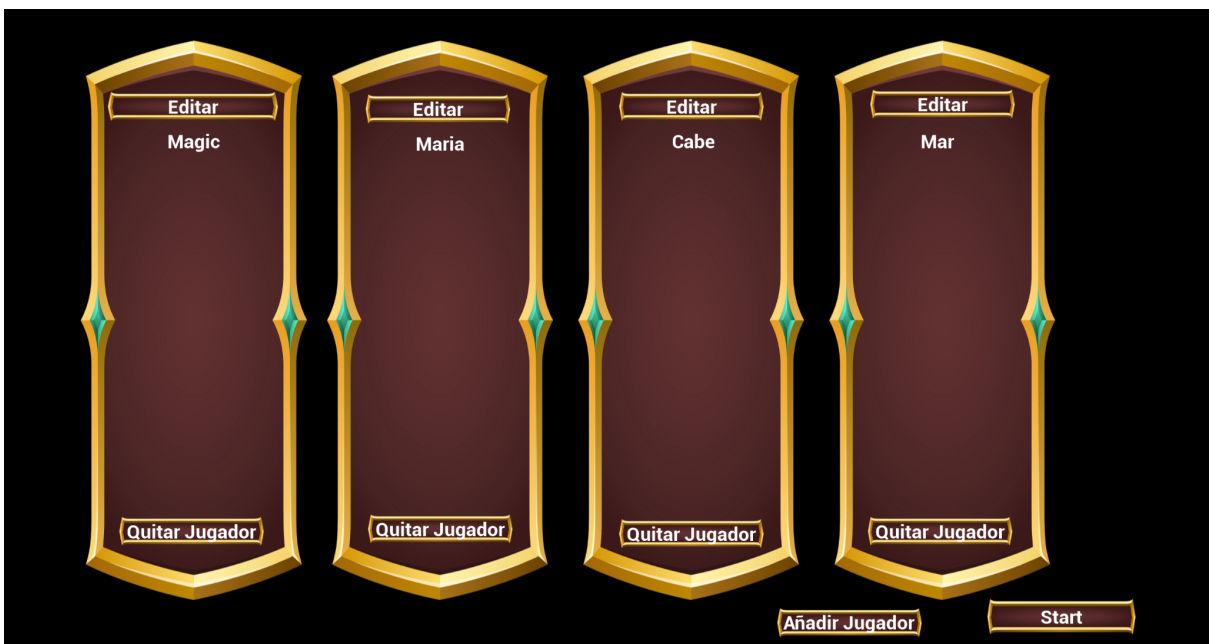 Editar
Magic
Quitar Jugador
Editar
Maria
Quitar Jugador
Editar
Cabe
Quitar Jugador
Editar
Mar
Quitar Jugador
Añadir Jugador
Start